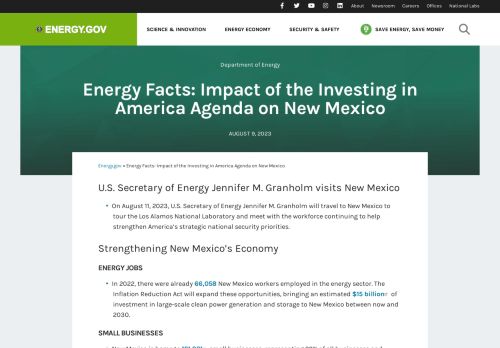 About Newsroom Careers Offices National Labs
ENERGY.GOV
SCIENCE & INNOVATION ENERGY ECONOMY SECURITY & SAFETY SAVE ENERGY, SAVE MONEY
Department of Energy
Energy Facts: Impact of the Investing in
America Agenda on New Mexico
AUGUST 9, 2023
Energy.gov » Energy Facts: Impact of the Investing in America Agenda on New Mexico
U.S. Secretary of Energy Jennifer M. Granholm visits New Mexico
• On August 11, 2023, U.S. Secretary of Energy Jennifer M. Granholm will travel to New Mexico to
tour the Los Alamos National Laboratory and meet with the workforce continuing to help
strengthen America's strategic national security priorities.
Strengthening New Mexico's Economy
ENERGY JOBS
• In 2022, there were already 66,058 New Mexico workers employed in the energy sector. The
Inflation Reduction Act will expand these opportunities, bringing an estimated $15 billion of
investment in large-scale clean power generation and storage to New Mexico between now and
2030.
SMALL BUSINESSES